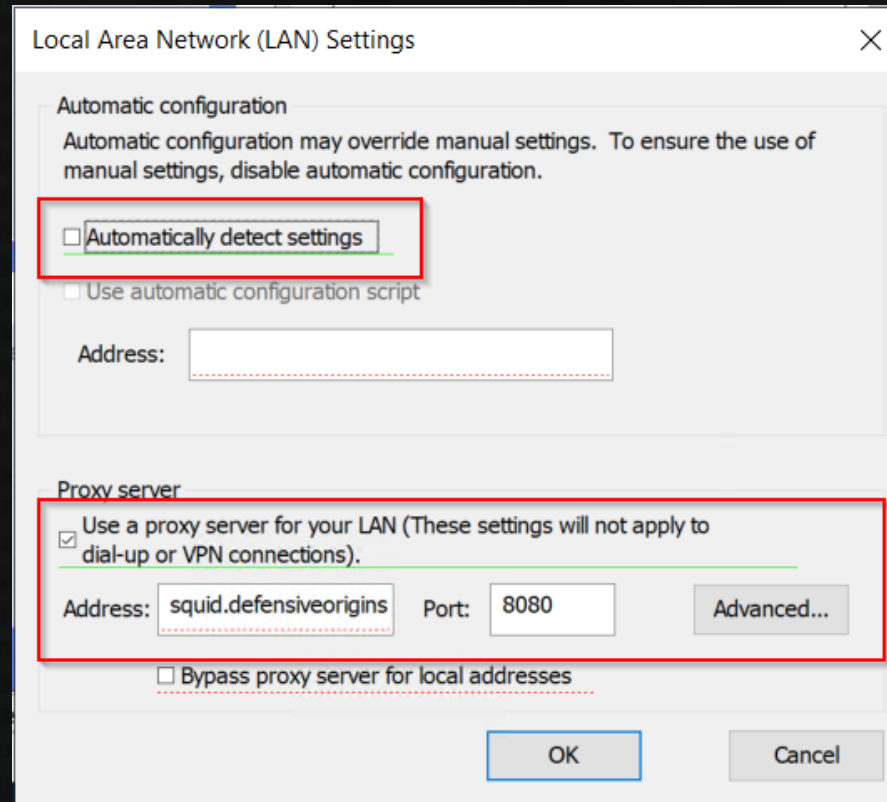 Local Area Network (LAN) Settings
Automatic configuration
Automatic configuration may override manual settings. To ensure the use of
manual settings, disable automatic configuration.
Automatically detect settings
Use automatic configuration script
Address:
Proxy server
Use a proxy server for your LAN (These settings will not apply to
dial-up or VPN connections).
Address: squid.defensiveorigins Port: 8080 Advanced...
Bypass proxy server for local addresses
OK Cancel